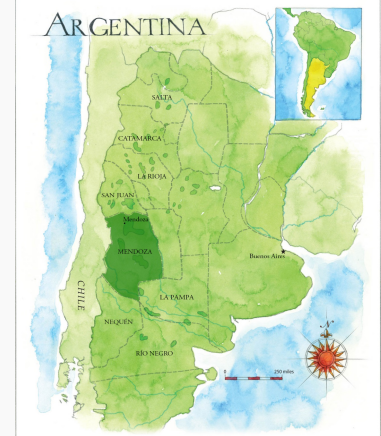 ARGENTINA
SALTA
CATAMARCA
LA RIOJA
SAN JUAN
Mendoza
MENDOZA
Buenos Aires
CHILE
LA PAMPA
NEQUÉN
RÍO NEGRO
N
0 250 miles